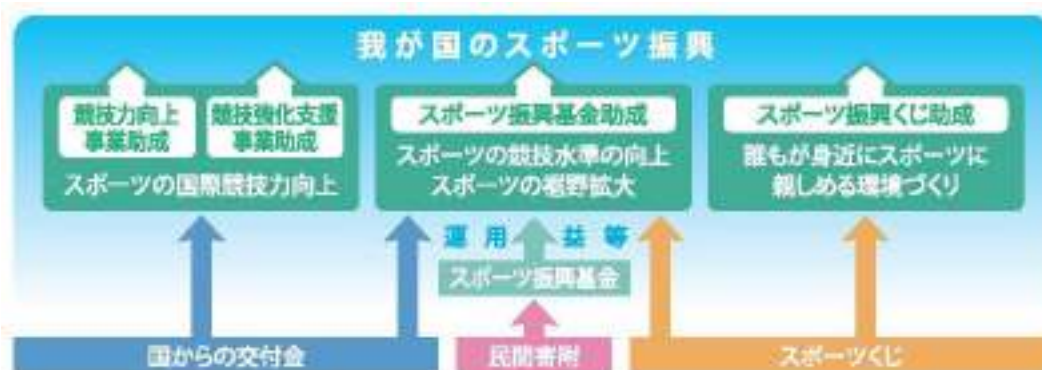 我が国のスポーツ振興
競技力向上
事業助成
競技強化支援
事業助成
スポーツの国際競技力向上
スポーツ振興基金助成
スポーツの競技水準の向上
スポーツの裾野拡大
スポーツ振興くじ助成
誰もが身近にスポーツに
親しめる環境づくり
運用益等
スポーツ振興基金
国からの交付金
民間寄附
スポーツくじ